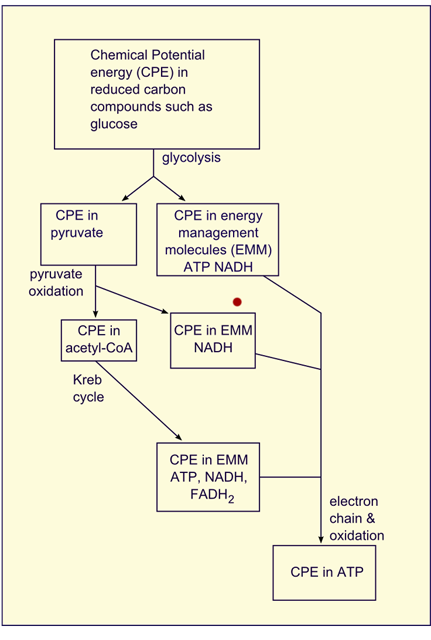 Chemical Potential
energy (CPE) in
reduced carbon
compounds such as
glucose
glycolysis
CPE in
pyruvate
CPE in energy
management
molecules (EMM)
ATP NADH
pyruvate
oxidation
CPE in
acetyl-CoA
CPE in EMM
NADH
Kreb
cycle
CPE in EMM
ATP, NADH,
FADH₂
electron
chain &
oxidation
CPE in ATP